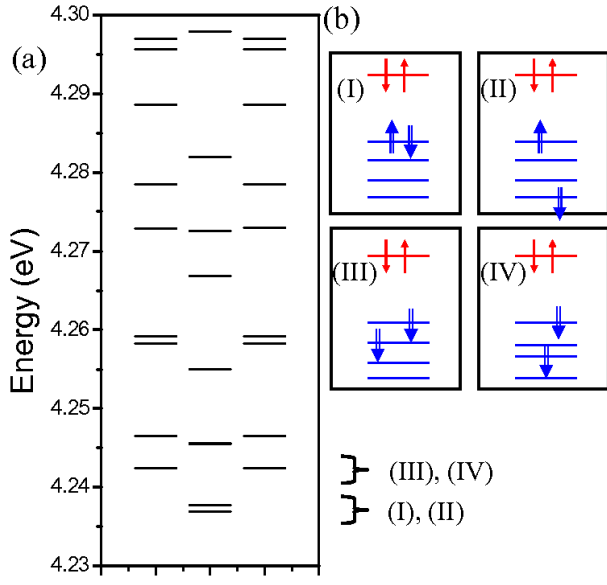 (a)
(b)
Energy (eV)
4.30
4.29
4.28
4.27
4.26
4.25
4.24
4.23
(I)
(II)
(III)
(IV)
(III), (IV)
(I), (II)